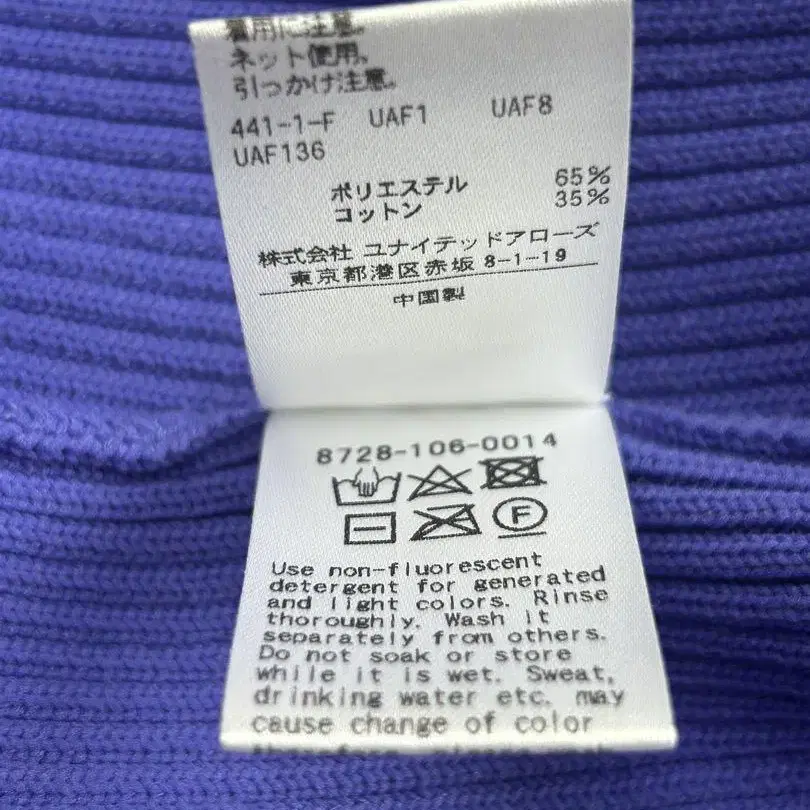 着用に注意。
ネット使用。
引っかけ注意。
441-1-F UAF1 UAF8
UAF136
ポリエステル 65%
コットン 35%
株式会社 ユナイテッドアローズ
東京都港区赤坂 8-1-19
中国製
8728-106-0014
F
Use non-fluorescent
detergent for generated
and light colors. Rinse
thoroughly. Wash it
separately from others.
Do not soak or store
while it is wet. Sweat,
drinking water etc. may
cause change of color